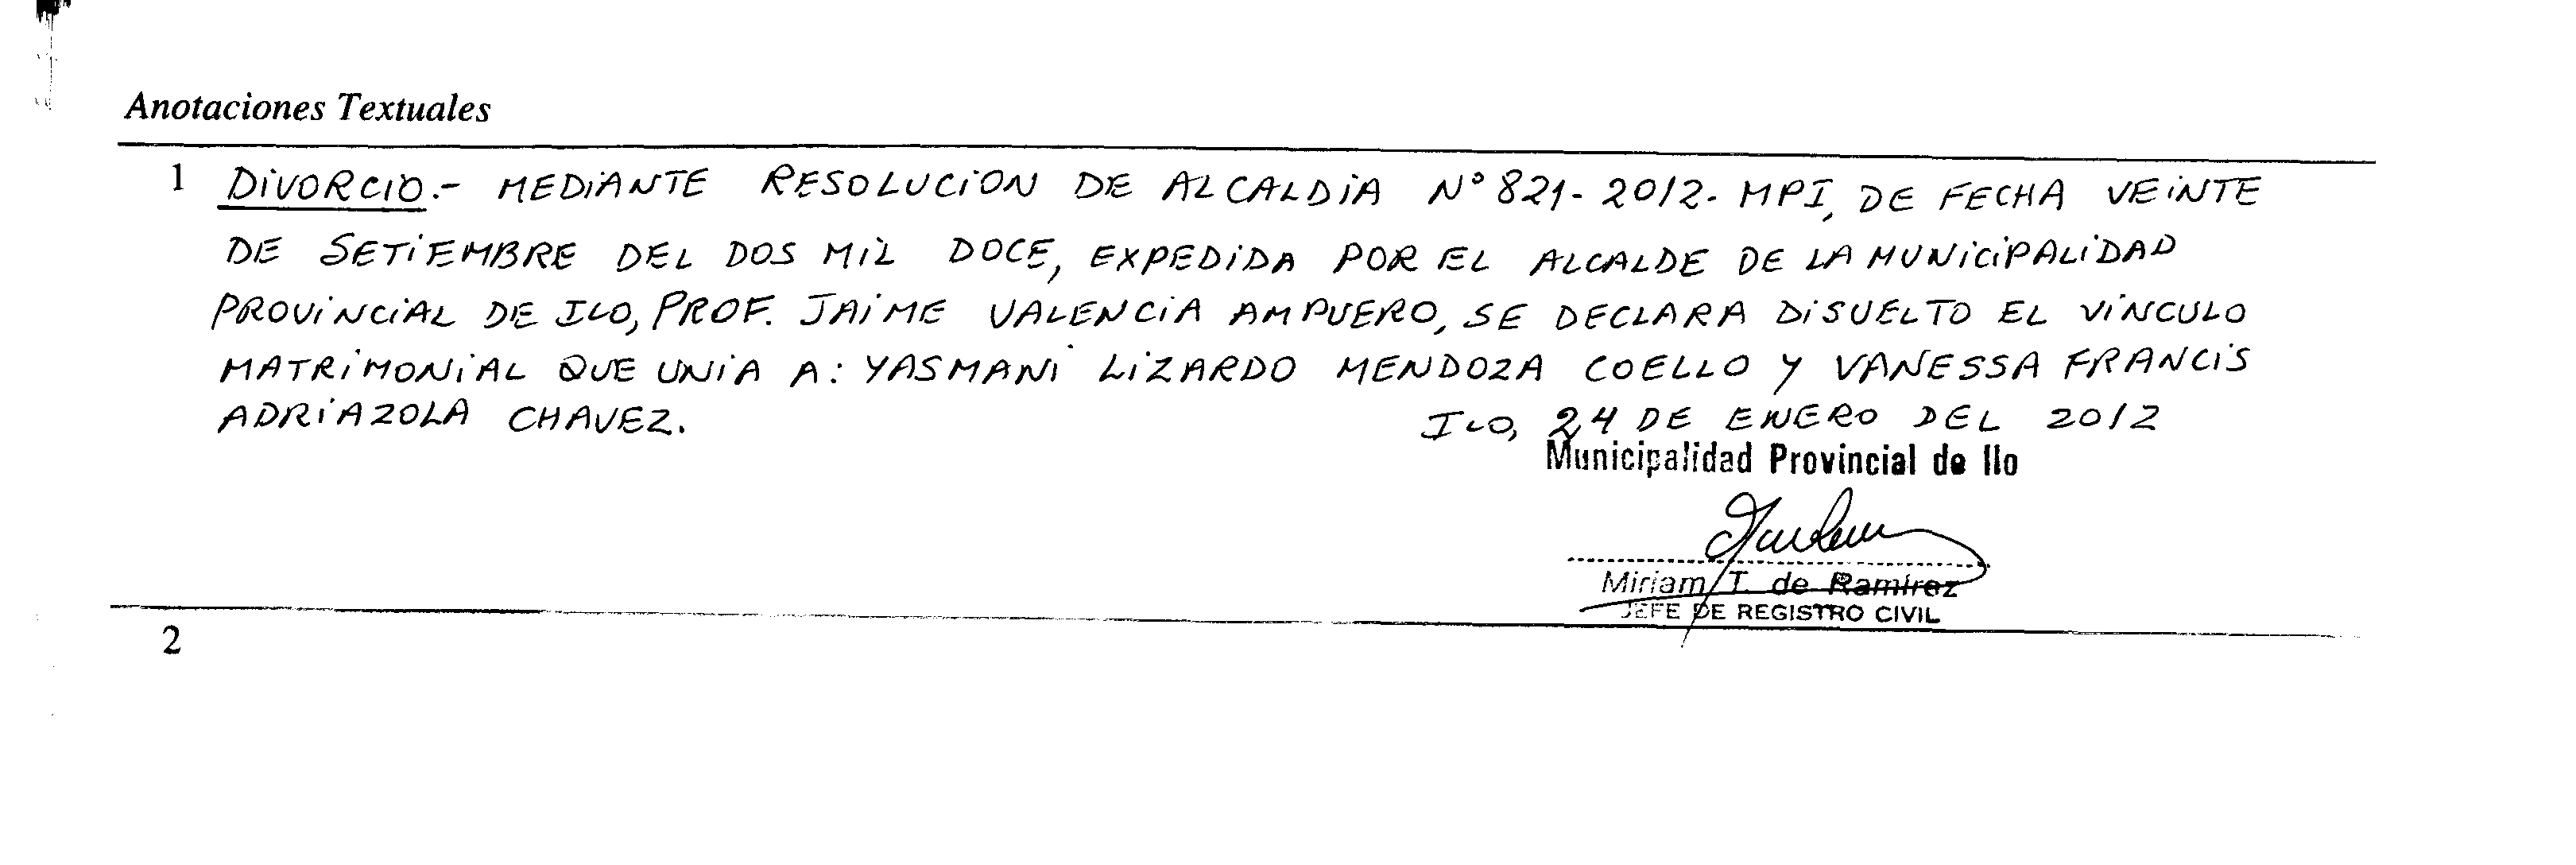 Anotaciones Textuales
1 DIVORCIO.- MEDIANTE RESOLUCION DE ALCALDIA N° 821-2012-MPI, DE FECHA VEINTE
DE SETIEMBRE DEL DOS MIL DOCE, EXPEDIDA POR EL ALCALDE DE LA MUNICIPALIDAD
PROVINCIAL DE ILO, PROF. JAIME VALENCIA AMPUERO, SE DECLARA DISUELTO EL VINCULO
MATRIMONIAL QUE UNIA A: YASMANI LIZARDO MENDOZA COELLO Y VANESSA FRANCIS
ADRIAZOLA CHAVEZ. ILO, 24 DE ENERO DEL 2012
Municipalidad Provincial de Ilo
Miriam T. de Ramírez
JEFE DE REGISTRO CIVIL
2